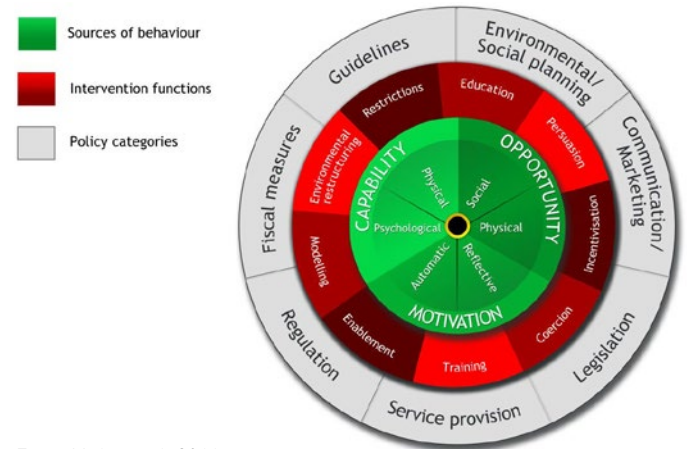 Sources of behaviour
Intervention functions
Policy categories
Guidelines
Environmental/
Social planning
Communication/
Marketing
Legislation
Service provision
Regulation
Fiscal measures
Restrictions
Education
Persuasion
Incentivisation
Coercion
Training
Enablement
Modelling
Environmental
restructuring
CAPABILITY
OPPORTUNITY
MOTIVATION
Physical
Social
Psychological
Physical
Automatic
Reflective